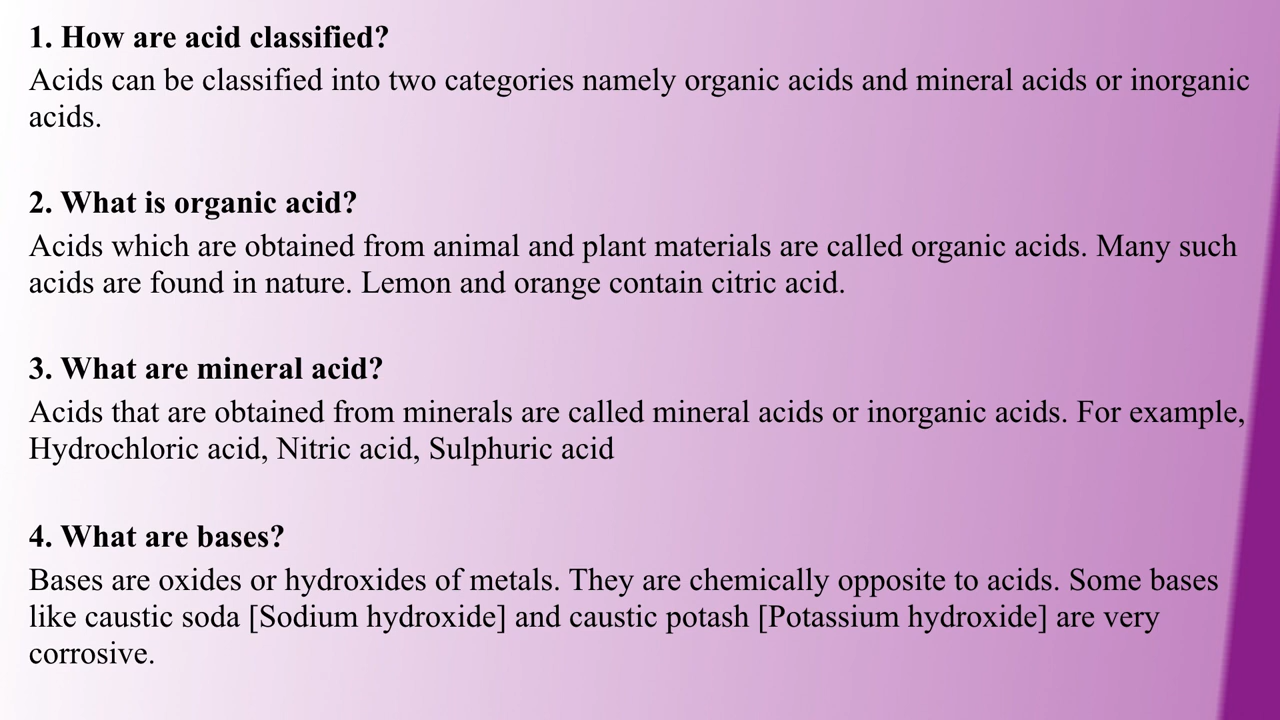 1. How are acid classified?
Acids can be classified into two categories namely organic acids and mineral acids or inorganic
acids.
2. What is organic acid?
Acids which are obtained from animal and plant materials are called organic acids. Many such
acids are found in nature. Lemon and orange contain citric acid.
3. What are mineral acid?
Acids that are obtained from minerals are called mineral acids or inorganic acids. For example,
Hydrochloric acid, Nitric acid, Sulphuric acid
4. What are bases?
Bases are oxides or hydroxides of metals. They are chemically opposite to acids. Some bases
like caustic soda [Sodium hydroxide] and caustic potash [Potassium hydroxide] are very
corrosive.